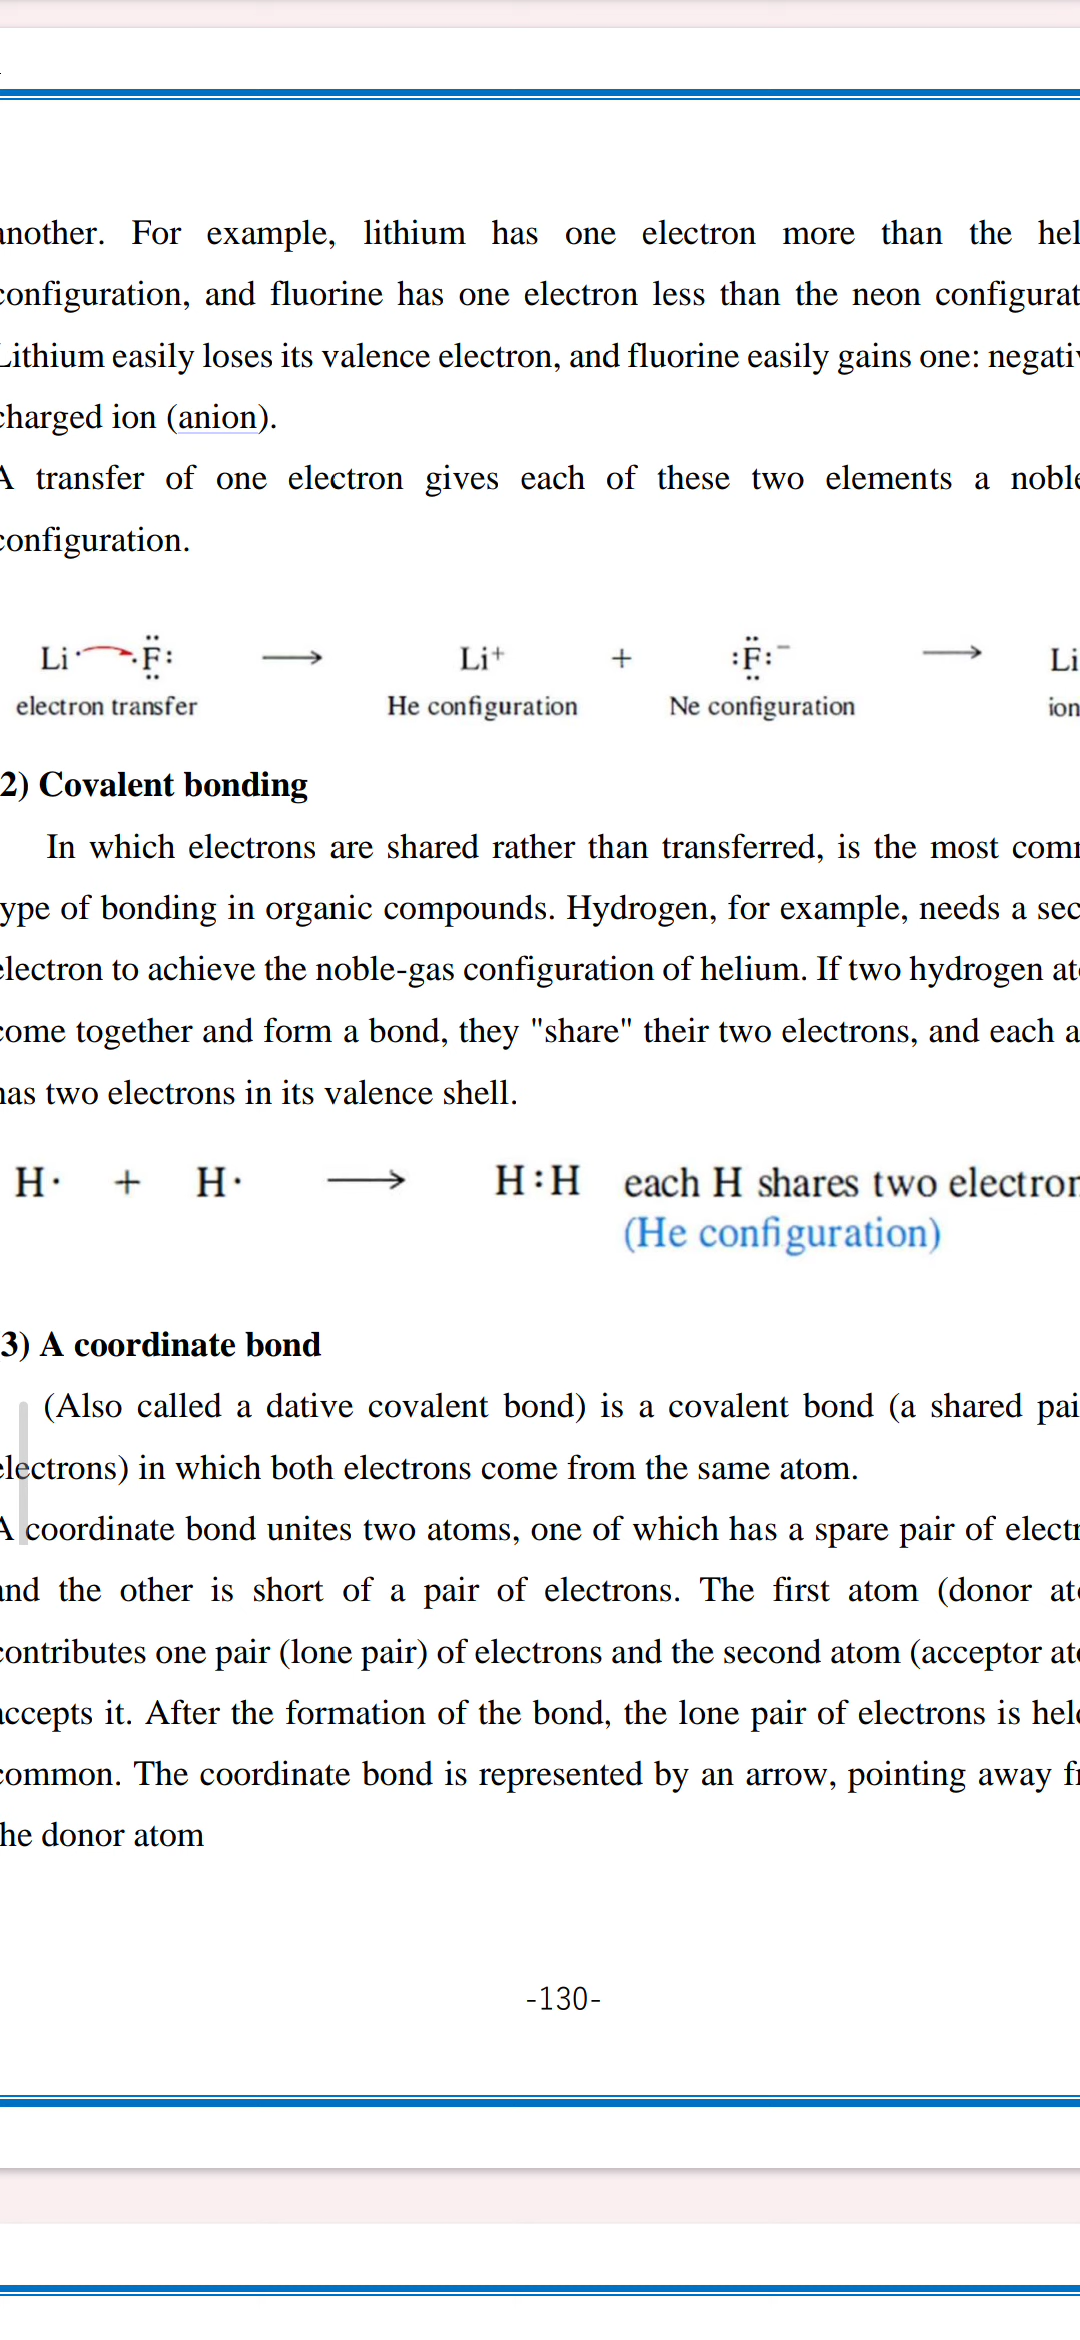 another. For example, lithium has one electron more than the hel
configuration, and fluorine has one electron less than the neon configurat
Lithium easily loses its valence electron, and fluorine easily gains one: negativ
charged ion (anion).
A transfer of one electron gives each of these two elements a noble
configuration.
Li· ·F̈: ⟶ Li⁺ + :F̈:⁻ ⟶ Li
electron transfer He configuration Ne configuration ion
2) Covalent bonding
In which electrons are shared rather than transferred, is the most comm
ype of bonding in organic compounds. Hydrogen, for example, needs a sec
electron to achieve the noble-gas configuration of helium. If two hydrogen ato
come together and form a bond, they "share" their two electrons, and each a
has two electrons in its valence shell.
H· + H· ⟶ H:H each H shares two electron
(He configuration)
3) A coordinate bond
(Also called a dative covalent bond) is a covalent bond (a shared pai
electrons) in which both electrons come from the same atom.
A coordinate bond unites two atoms, one of which has a spare pair of electr
and the other is short of a pair of electrons. The first atom (donor ato
contributes one pair (lone pair) of electrons and the second atom (acceptor ato
accepts it. After the formation of the bond, the lone pair of electrons is held
common. The coordinate bond is represented by an arrow, pointing away fr
he donor atom
-130-